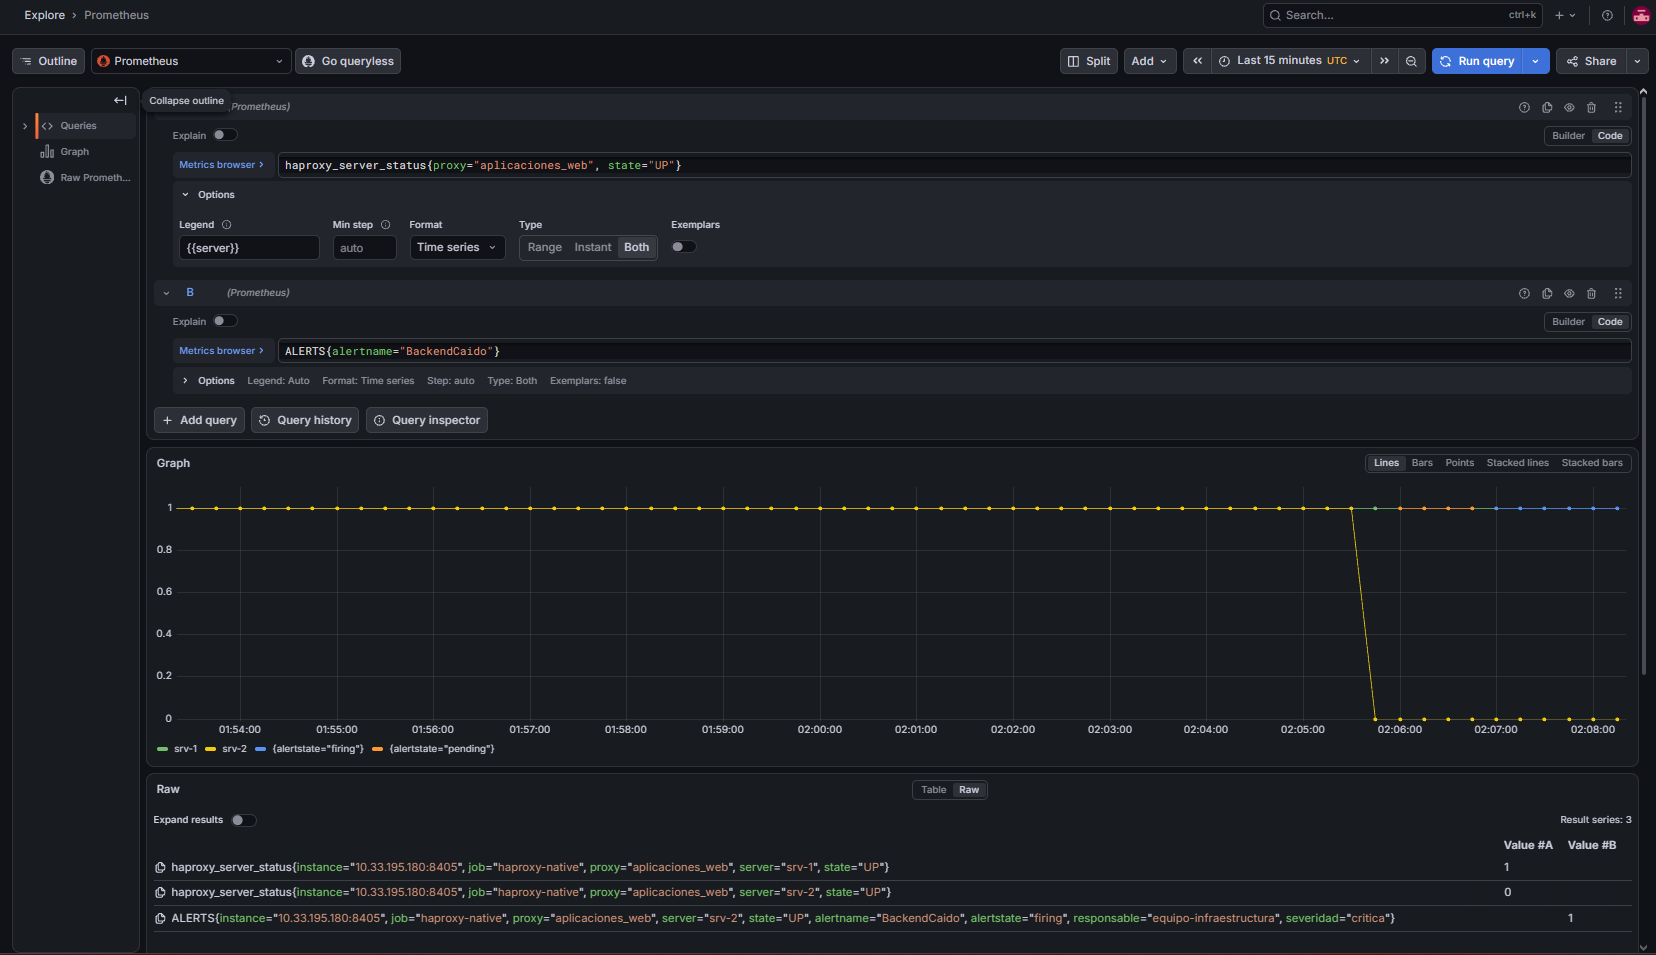 Explore › Prometheus
Search... ctrl+k
Outline Prometheus Go queryless Split Add Last 15 minutes UTC Run query Share
Collapse outline (Prometheus)
Queries
Graph
Raw Prometh...
Explain Builder Code
Metrics browser > haproxy_server_status{proxy="aplicaciones_web", state="UP"}
Options
Legend Min step Format Type Exemplars
{{server}} auto Time series Range Instant Both
B (Prometheus)
Explain Builder Code
Metrics browser > ALERTS{alertname="BackendCaido"}
Options Legend: Auto Format: Time series Step: auto Type: Both Exemplars: false
+ Add query Query history Query inspector
Graph Lines Bars Points Stacked lines Stacked bars
1
0.8
0.6
0.4
0.2
0
01:54:00 01:55:00 01:56:00 01:57:00 01:58:00 01:59:00 02:00:00 02:01:00 02:02:00 02:03:00 02:04:00 02:05:00 02:06:00 02:07:00 02:08:00
srv-1 srv-2 {alertstate="firing"} {alertstate="pending"}
Raw Table Raw
Expand results Result series: 3
Value #A Value #B
haproxy_server_status{instance="10.33.195.180:8405", job="haproxy-native", proxy="aplicaciones_web", server="srv-1", state="UP"} 1
haproxy_server_status{instance="10.33.195.180:8405", job="haproxy-native", proxy="aplicaciones_web", server="srv-2", state="UP"} 0
ALERTS{instance="10.33.195.180:8405", job="haproxy-native", proxy="aplicaciones_web", server="srv-2", state="UP", alertname="BackendCaido", alertstate="firing", responsable="equipo-infraestructura", severidad="critica"} 1